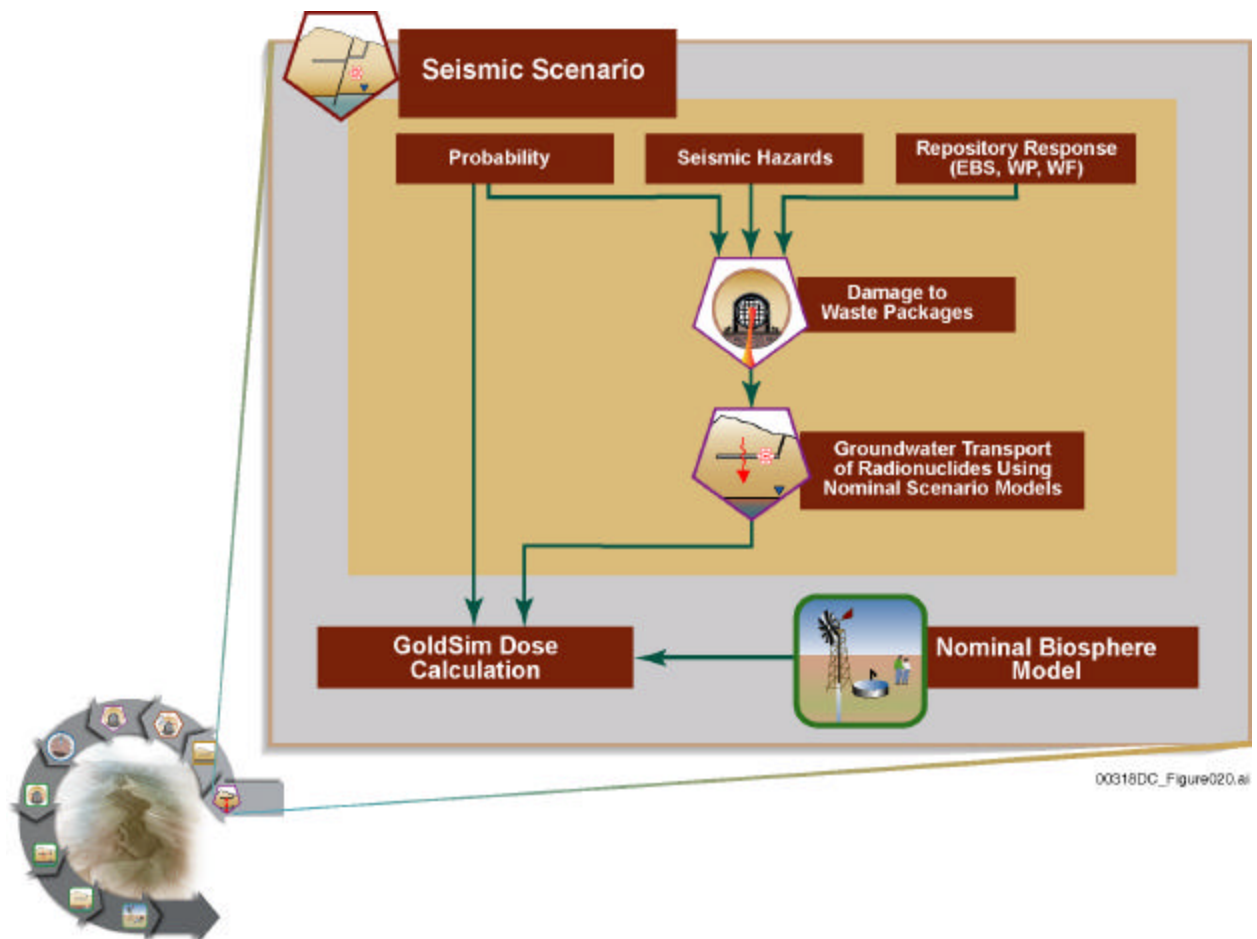 Seismic Scenario
Probability
Seismic Hazards
Repository Response
(EBS, WP, WF)
Damage to
Waste Packages
Groundwater Transport
of Radionuclides Using
Nominal Scenario Models
GoldSim Dose
Calculation
Nominal Biosphere
Model
00318DC_Figure020.ai